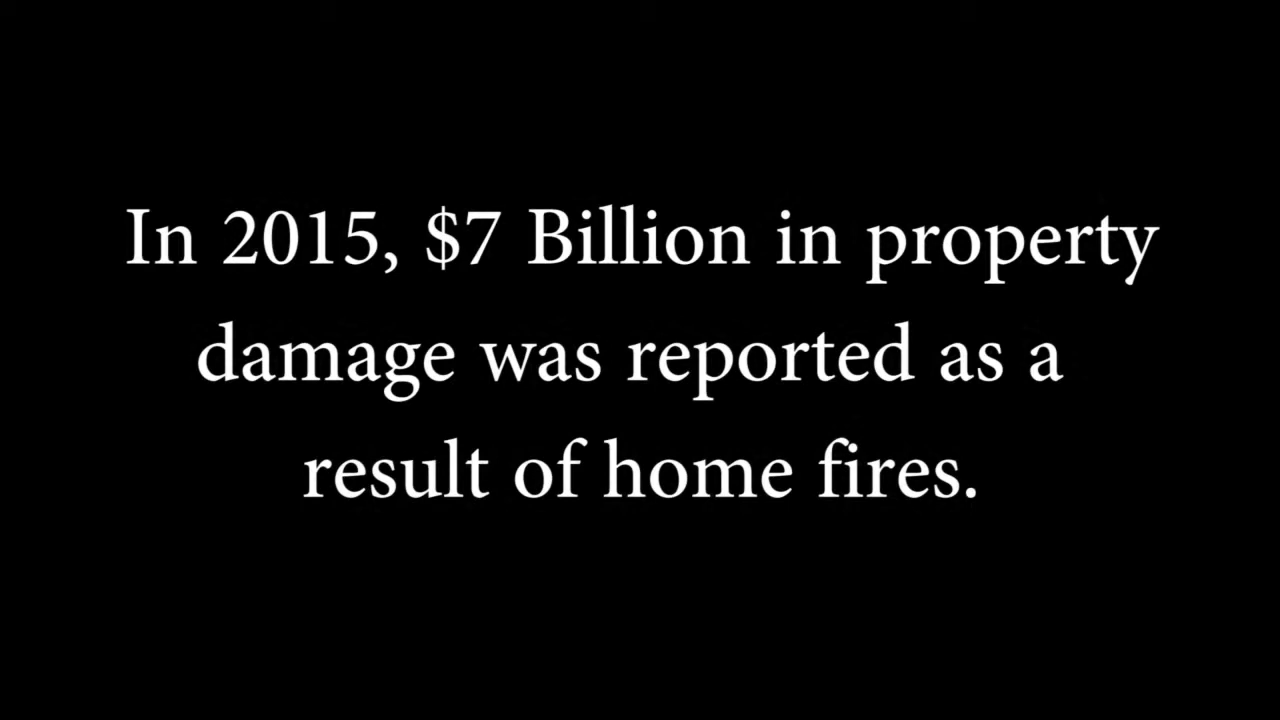 In 2015, $7 Billion in property
damage was reported as a
result of home fires.